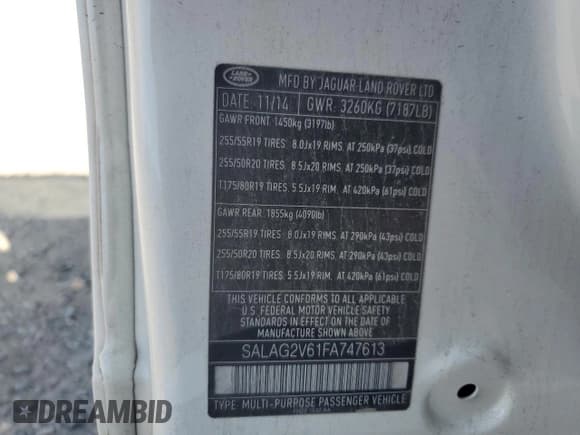 LAND ROVER
MFD BY JAGUAR LAND ROVER LTD
DATE: 11/14 GWR: 3260KG (7187LB)
GAWR FRONT 1450kg (3197lb)
255/55R19 TIRES 8.0Jx19 RIMS. AT 250kPa (37psi) COLD
255/50R20 TIRES 8.5Jx20 RIMS. AT 250kPa (37psi) COLD
T175/80R19 TIRES 5.5Jx19 RIM. AT 420kPa (61psi) COLD
GAWR REAR 1855kg (4090lb)
255/55R19 TIRES 8.0Jx19 RIMS. AT 290kPa (43psi) COLD
255/50R20 TIRES 8.5Jx20 RIMS. AT 290kPa (43psi) COLD
T175/80R19 TIRES 5.5Jx19 RIM. AT 420kPa (61psi) COLD
THIS VEHICLE CONFORMS TO ALL APPLICABLE
U.S. FEDERAL MOTOR VEHICLE SAFETY
STANDARDS IN EFFECT ON THE DATE OF
MANUFACTURE SHOWN ABOVE
SALAG2V61FA747613
TYPE: MULTI-PURPOSE PASSENGER VEHICLE
DREAMBID